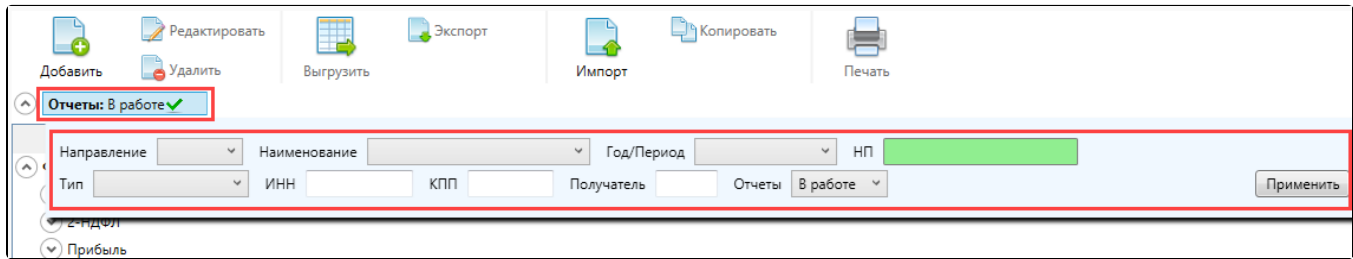 Редактировать Экспорт Копировать
Добавить Удалить Выгрузить Импорт Печать
Отчеты: В работе
Направление Наименование Год/Период НП
Тип ИНН КПП Получатель Отчеты В работе Применить
2-НДФЛ
Прибыль